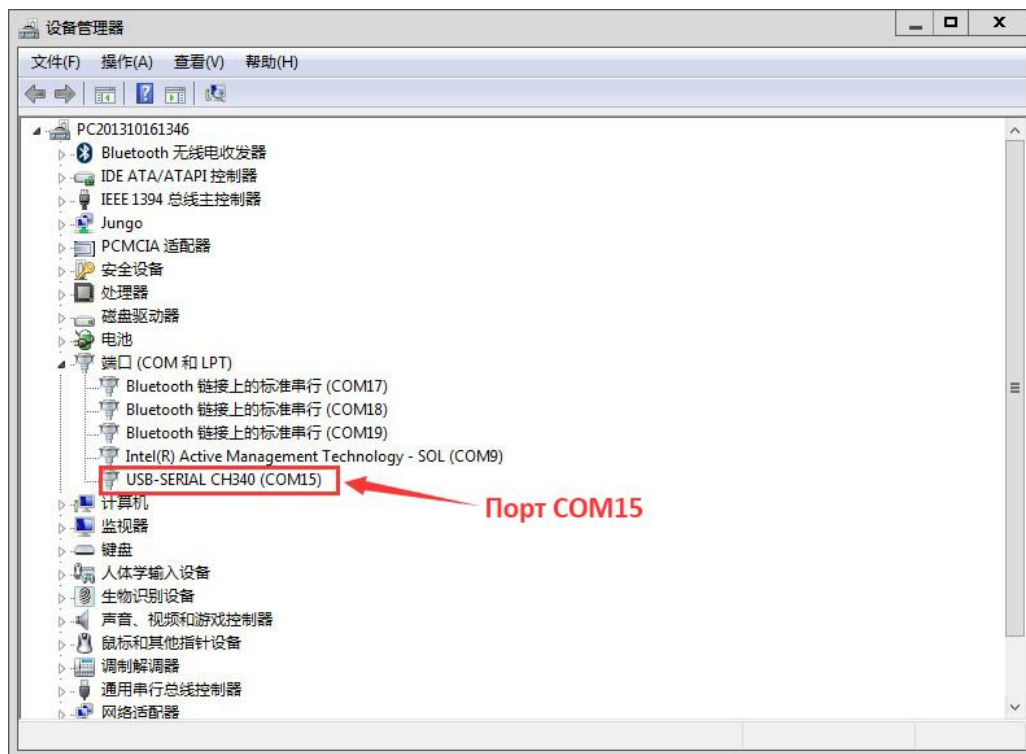 设备管理器
文件(F) 操作(A) 查看(V) 帮助(H)
PC201310161346
Bluetooth 无线电收发器
IDE ATA/ATAPI 控制器
IEEE 1394 总线主控制器
Jungo
PCMCIA 适配器
安全设备
处理器
磁盘驱动器
电池
端口 (COM 和 LPT)
Bluetooth 链接上的标准串行 (COM17)
Bluetooth 链接上的标准串行 (COM18)
Bluetooth 链接上的标准串行 (COM19)
Intel(R) Active Management Technology - SOL (COM9)
USB-SERIAL CH340 (COM15)
Порт COM15
计算机
监视器
键盘
人体学输入设备
生物识别设备
声音、视频和游戏控制器
鼠标和其他指针设备
调制解调器
通用串行总线控制器
网络适配器